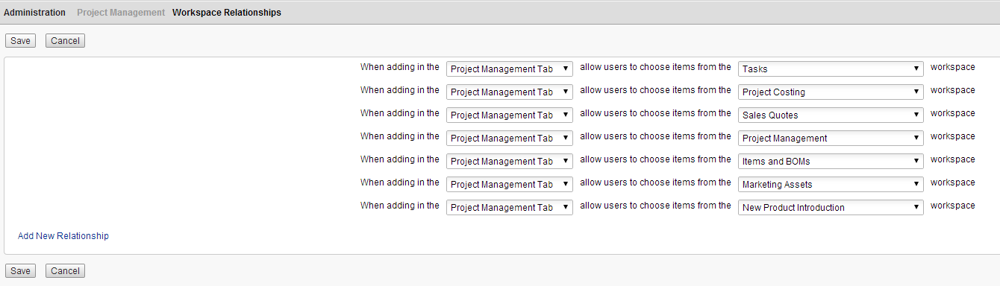 Administration Project Management Workspace Relationships
Save Cancel
When adding in the Project Management Tab allow users to choose items from the Tasks workspace
When adding in the Project Management Tab allow users to choose items from the Project Costing workspace
When adding in the Project Management Tab allow users to choose items from the Sales Quotes workspace
When adding in the Project Management Tab allow users to choose items from the Project Management workspace
When adding in the Project Management Tab allow users to choose items from the Items and BOMs workspace
When adding in the Project Management Tab allow users to choose items from the Marketing Assets workspace
When adding in the Project Management Tab allow users to choose items from the New Product Introduction workspace
Add New Relationship
Save Cancel